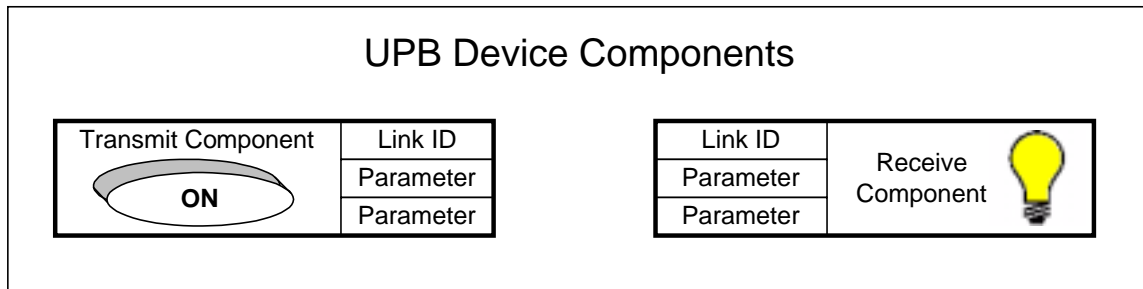 UPB Device Components
Transmit Component
ON
Link ID
Parameter
Parameter
Link ID
Parameter
Parameter
Receive
Component